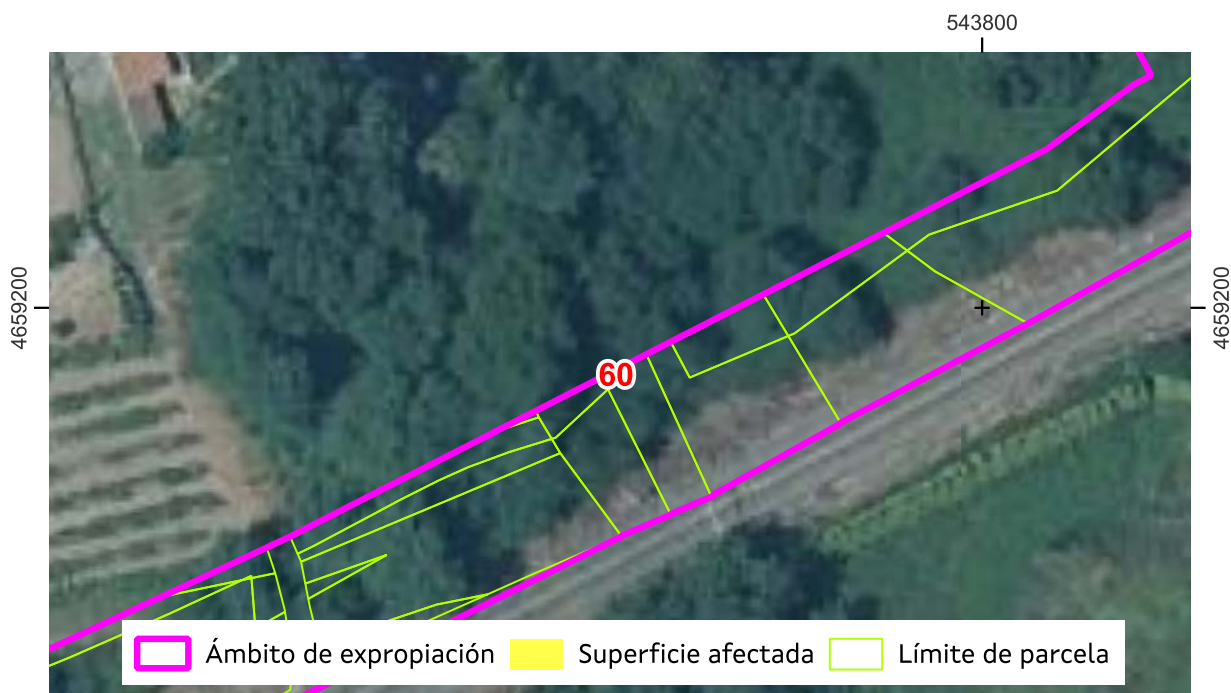 543800
4659200
4659200
60
Ámbito de expropiación
Superficie afectada
Límite de parcela